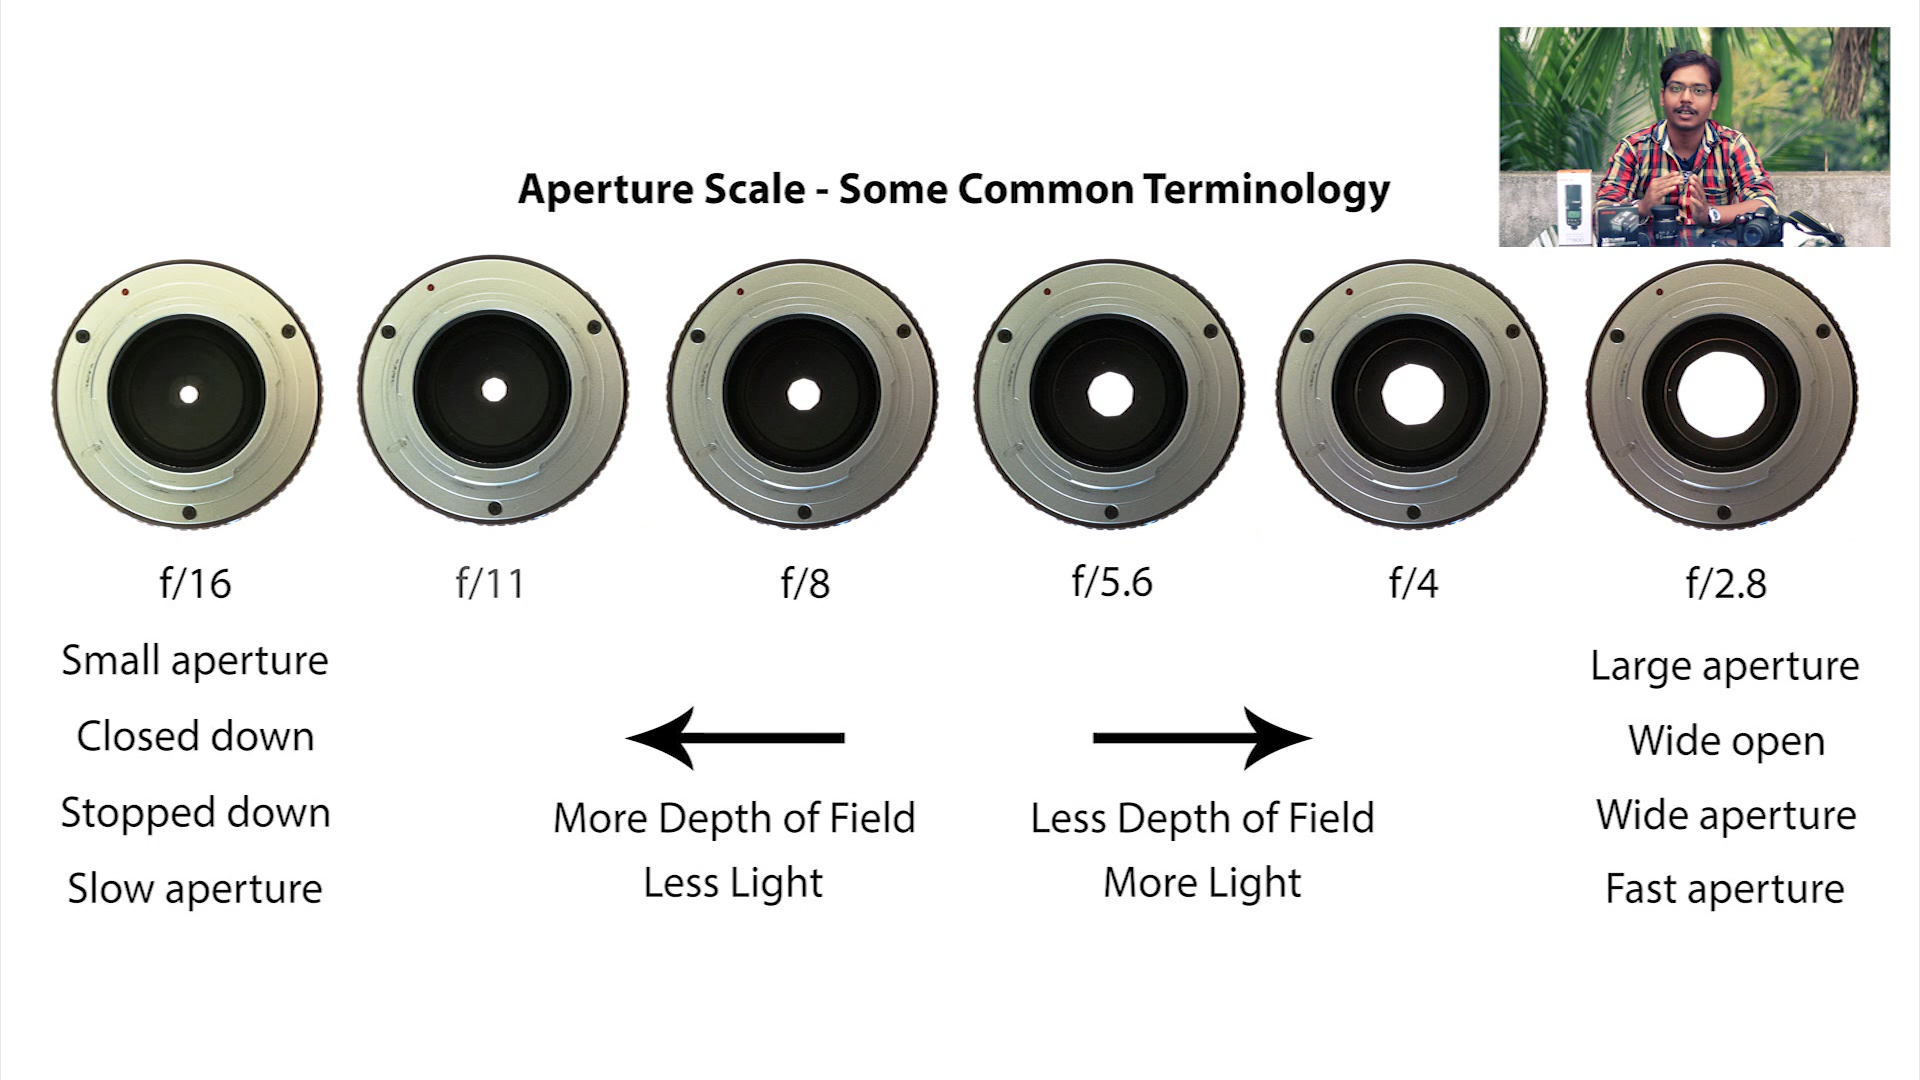 Aperture Scale - Some Common Terminology
f/16
f/11
f/8
f/5.6
f/4
f/2.8
Small aperture
Closed down
Stopped down
Slow aperture
More Depth of Field
Less Light
Less Depth of Field
More Light
Large aperture
Wide open
Wide aperture
Fast aperture